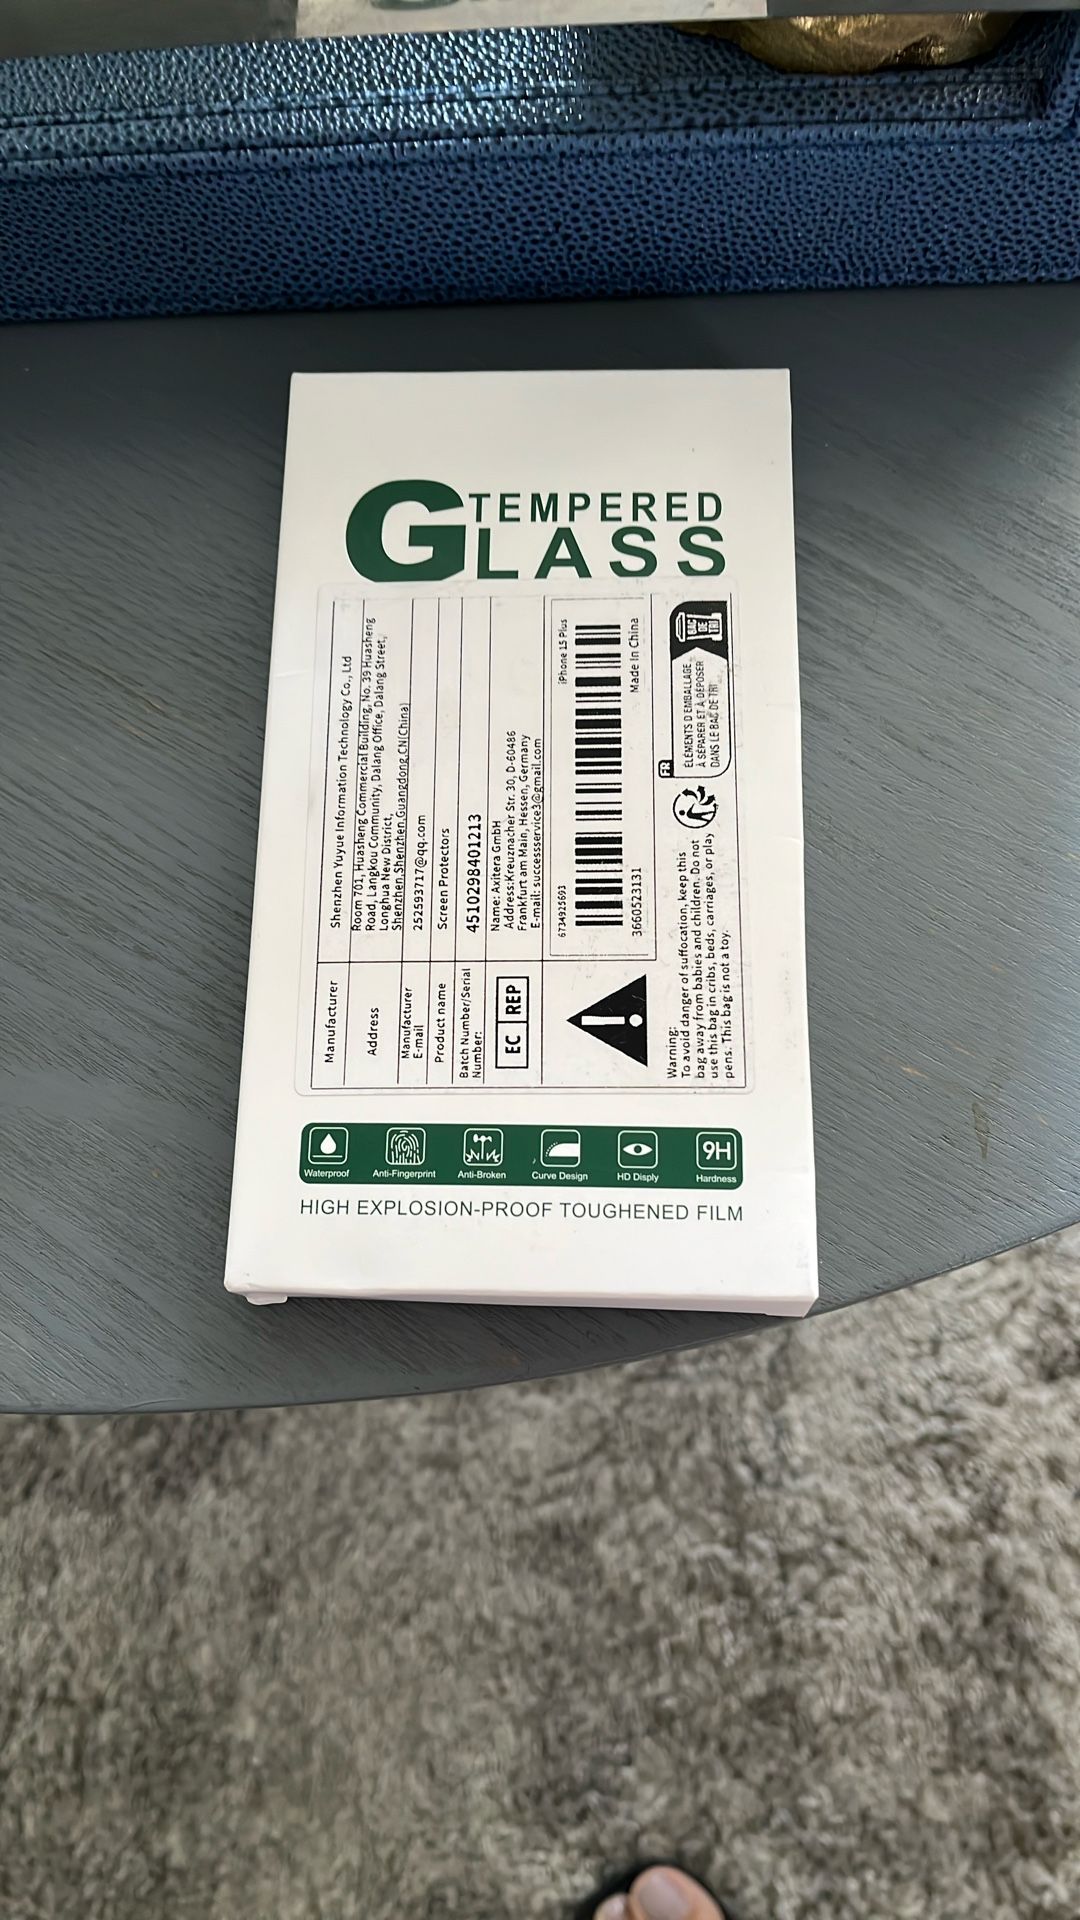 TEMPERED
GLASS
Manufacturer
Shenzhen Yuyue Information Technology Co., Ltd
Address
Room 701, Huasheng Commercial Building, No. 39 Huasheng
Road, Langkou Community, Dalang Office, Dalang Street,
Longhua New District,
Shenzhen,Shenzhen,Guangdong,CN(China)
Manufacturer
E-mail
252593717@qq.com
Product name
Screen Protectors
Batch Number/Serial
Number:
4510298401213
EC REP
Name: Axitera GmbH
Address:Kreuznacher Str. 30, D-60486
Frankfurt am Main, Hessen, Germany
E-mail: successservice3@gmail.com
6734925693
iPhone 15 Plus
3660523131
Made In China
Warning:
To avoid danger of suffocation, keep this
bag away from babies and children. Do not
use this bag in cribs, beds, carriages, or play
pens. This bag is not a toy.
FR
ÉLÉMENTS D EMBALLAGE
À SÉPARER ET À DÉPOSER
DANS LE BAC DE TRI
BAC
DE
TRI
Waterproof
Anti-Fingerprint
Anti-Broken
Curve Design
HD Disply
9H
Hardness
HIGH EXPLOSION-PROOF TOUGHENED FILM